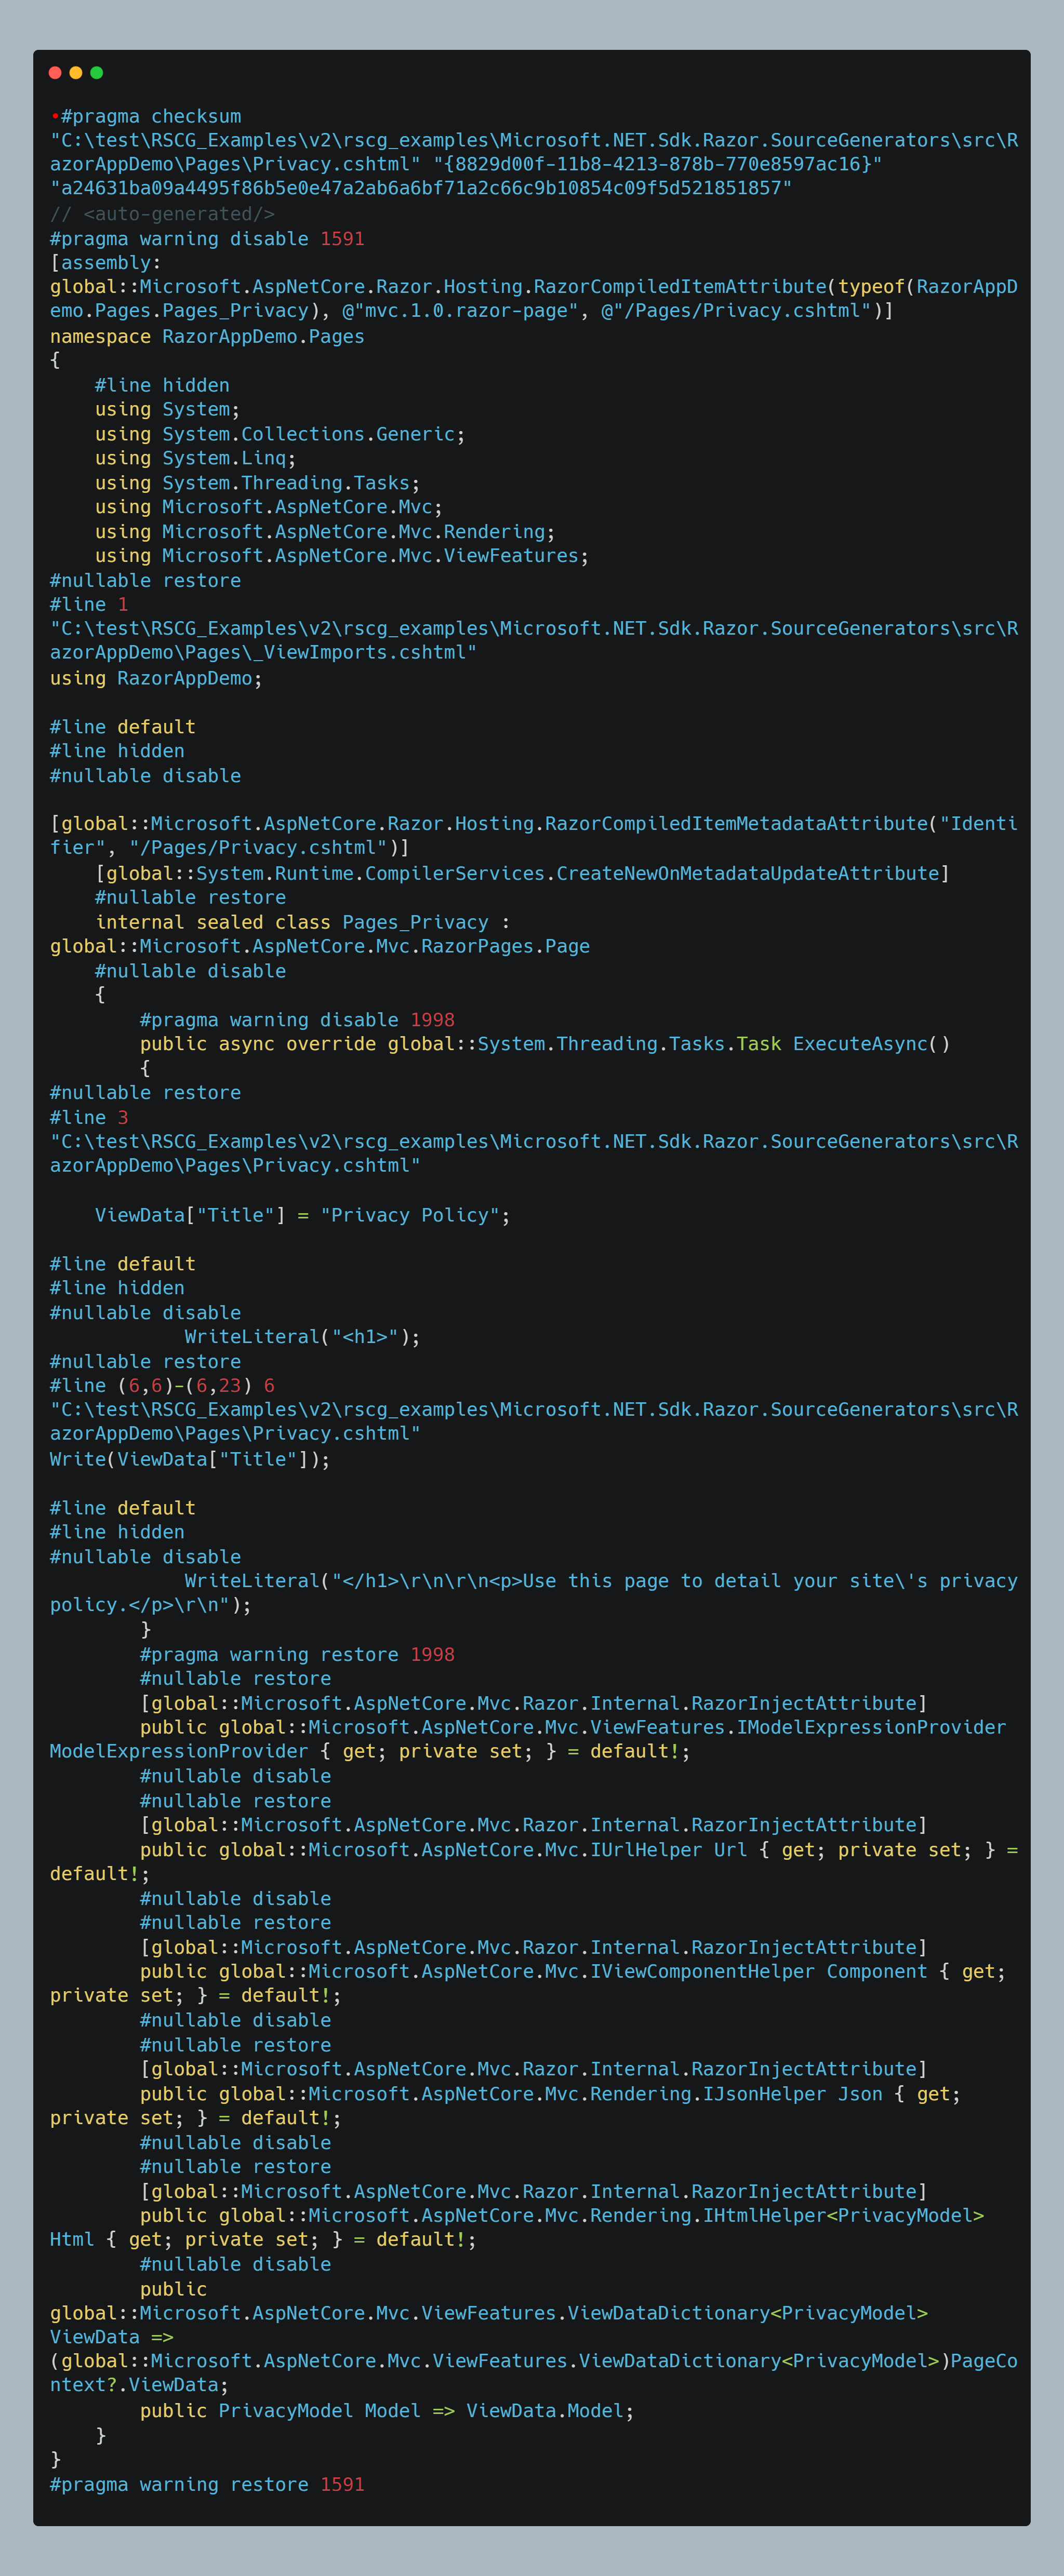 •#pragma checksum
"C:\test\RSCG_Examples\v2\rscg_examples\Microsoft.NET.Sdk.Razor.SourceGenerators\src\R
azorAppDemo\Pages\Privacy.cshtml" "{8829d00f-11b8-4213-878b-770e8597ac16}"
"a24631ba09a4495f86b5e0e47a2ab6a6bf71a2c66c9b10854c09f5d521851857"
// <auto-generated/>
#pragma warning disable 1591
[assembly:
global::Microsoft.AspNetCore.Razor.Hosting.RazorCompiledItemAttribute(typeof(RazorAppD
emo.Pages.Pages_Privacy), @"mvc.1.0.razor-page", @"/Pages/Privacy.cshtml")]
namespace RazorAppDemo.Pages
{
    #line hidden
    using System;
    using System.Collections.Generic;
    using System.Linq;
    using System.Threading.Tasks;
    using Microsoft.AspNetCore.Mvc;
    using Microsoft.AspNetCore.Mvc.Rendering;
    using Microsoft.AspNetCore.Mvc.ViewFeatures;
#nullable restore
#line 1
"C:\test\RSCG_Examples\v2\rscg_examples\Microsoft.NET.Sdk.Razor.SourceGenerators\src\R
azorAppDemo\Pages\_ViewImports.cshtml"
using RazorAppDemo;

#line default
#line hidden
#nullable disable

[global::Microsoft.AspNetCore.Razor.Hosting.RazorCompiledItemMetadataAttribute("Identi
fier", "/Pages/Privacy.cshtml")]
    [global::System.Runtime.CompilerServices.CreateNewOnMetadataUpdateAttribute]
    #nullable restore
    internal sealed class Pages_Privacy :
global::Microsoft.AspNetCore.Mvc.RazorPages.Page
    #nullable disable
    {
        #pragma warning disable 1998
        public async override global::System.Threading.Tasks.Task ExecuteAsync()
        {
#nullable restore
#line 3
"C:\test\RSCG_Examples\v2\rscg_examples\Microsoft.NET.Sdk.Razor.SourceGenerators\src\R
azorAppDemo\Pages\Privacy.cshtml"

    ViewData["Title"] = "Privacy Policy";

#line default
#line hidden
#nullable disable
            WriteLiteral("<h1>");
#nullable restore
#line (6,6)-(6,23) 6
"C:\test\RSCG_Examples\v2\rscg_examples\Microsoft.NET.Sdk.Razor.SourceGenerators\src\R
azorAppDemo\Pages\Privacy.cshtml"
Write(ViewData["Title"]);

#line default
#line hidden
#nullable disable
            WriteLiteral("</h1>\r\n\r\n<p>Use this page to detail your site\'s privacy
policy.</p>\r\n");
        }
        #pragma warning restore 1998
        #nullable restore
        [global::Microsoft.AspNetCore.Mvc.Razor.Internal.RazorInjectAttribute]
        public global::Microsoft.AspNetCore.Mvc.ViewFeatures.IModelExpressionProvider
ModelExpressionProvider { get; private set; } = default!;
        #nullable disable
        #nullable restore
        [global::Microsoft.AspNetCore.Mvc.Razor.Internal.RazorInjectAttribute]
        public global::Microsoft.AspNetCore.Mvc.IUrlHelper Url { get; private set; } =
default!;
        #nullable disable
        #nullable restore
        [global::Microsoft.AspNetCore.Mvc.Razor.Internal.RazorInjectAttribute]
        public global::Microsoft.AspNetCore.Mvc.IViewComponentHelper Component { get;
private set; } = default!;
        #nullable disable
        #nullable restore
        [global::Microsoft.AspNetCore.Mvc.Razor.Internal.RazorInjectAttribute]
        public global::Microsoft.AspNetCore.Mvc.Rendering.IJsonHelper Json { get;
private set; } = default!;
        #nullable disable
        #nullable restore
        [global::Microsoft.AspNetCore.Mvc.Razor.Internal.RazorInjectAttribute]
        public global::Microsoft.AspNetCore.Mvc.Rendering.IHtmlHelper<PrivacyModel>
Html { get; private set; } = default!;
        #nullable disable
        public
global::Microsoft.AspNetCore.Mvc.ViewFeatures.ViewDataDictionary<PrivacyModel>
ViewData =>
(global::Microsoft.AspNetCore.Mvc.ViewFeatures.ViewDataDictionary<PrivacyModel>)PageCo
ntext?.ViewData;
        public PrivacyModel Model => ViewData.Model;
    }
}
#pragma warning restore 1591